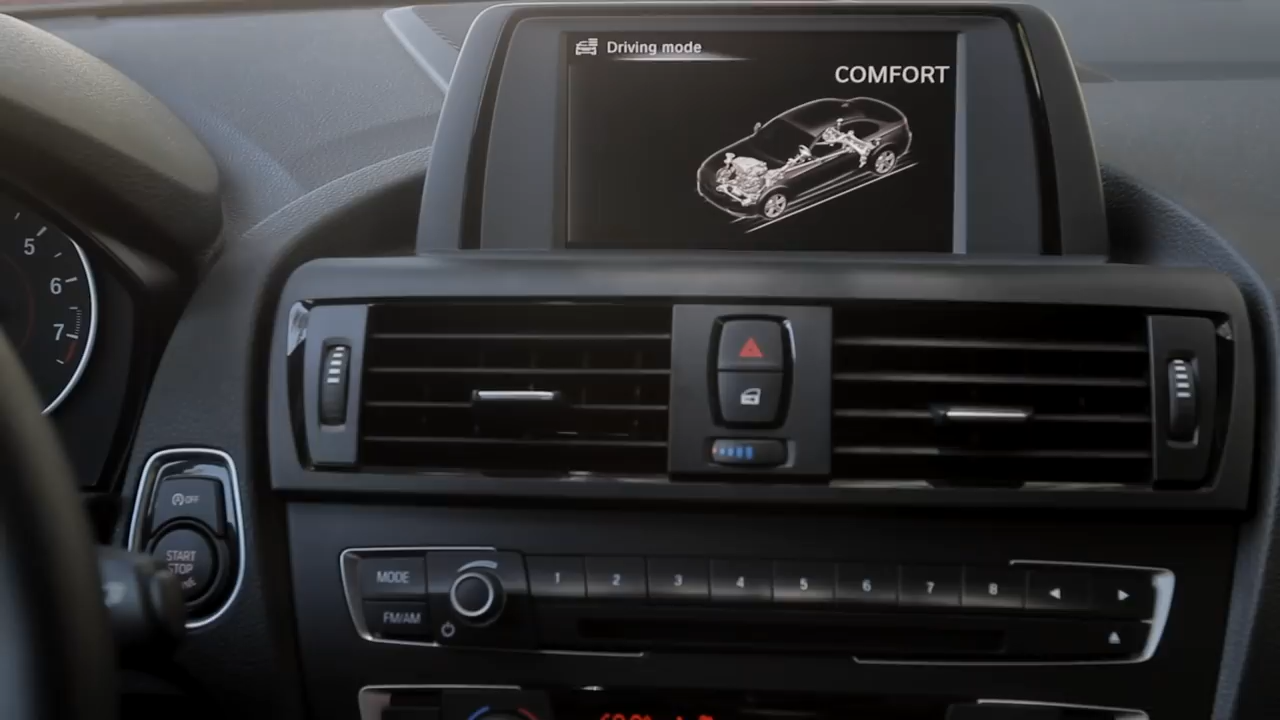 Driving mode
COMFORT
5
6
7
OFF
START
STOP
MODE
1 2 3 4 5 6 7 8
FM/AM